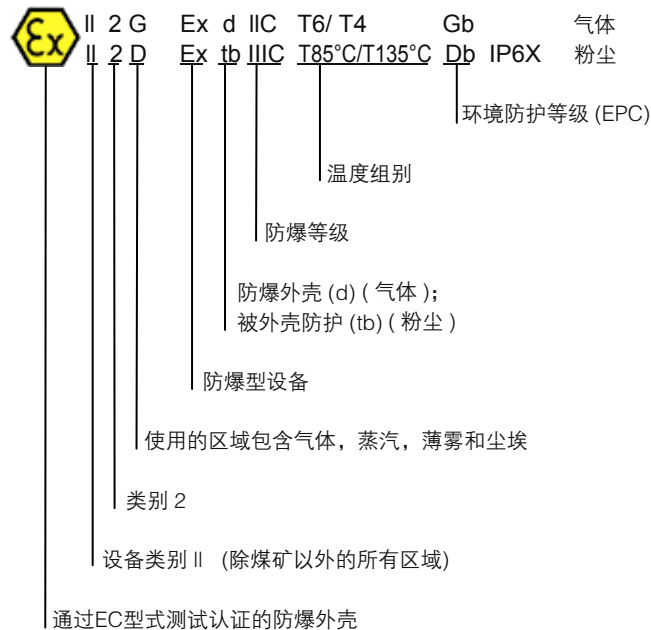 Ex II 2 G Ex d IIC T6/ T4 Gb 气体
II 2 D Ex tb IIIC T85°C/T135°C Db IP6X 粉尘
环境防护等级 (EPC)
温度组别
防爆等级
防爆外壳 (d) ( 气体 );
被外壳防护 (tb) ( 粉尘 )
防爆型设备
使用的区域包含气体，蒸汽，薄雾和尘埃
类别 2
设备类别 II (除煤矿以外的所有区域)
通过EC型式测试认证的防爆外壳